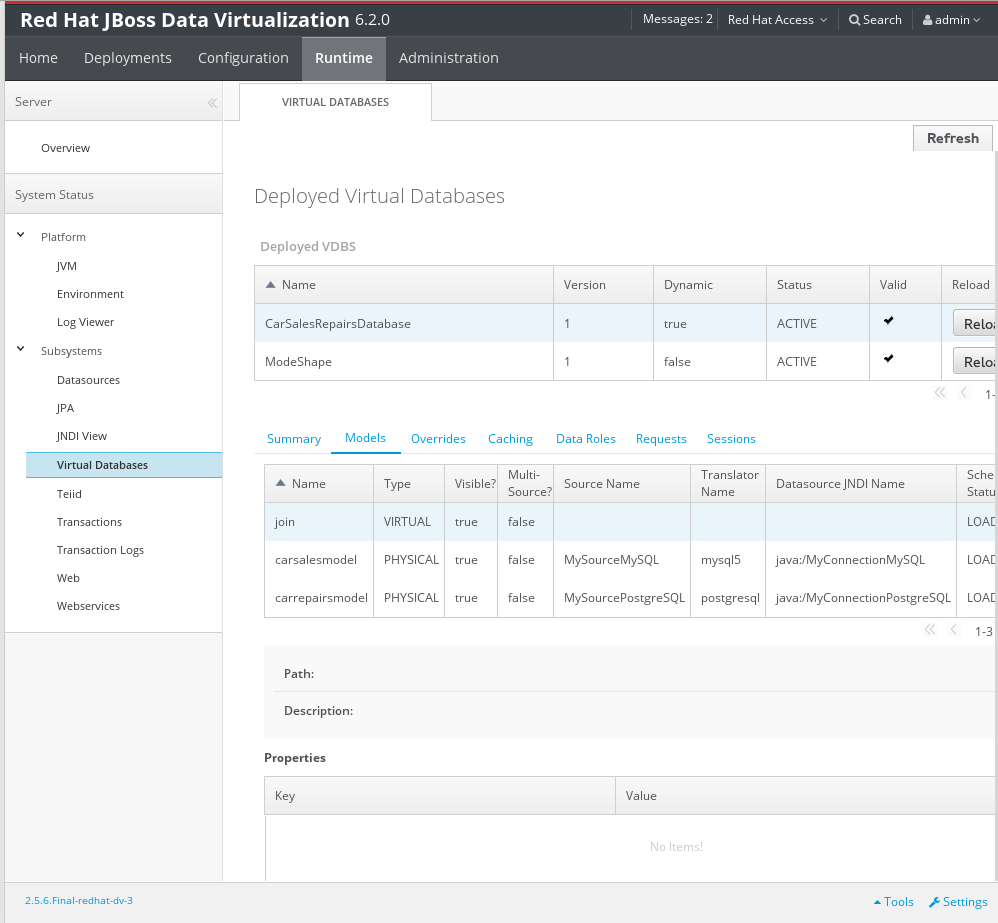 Red Hat JBoss Data Virtualization 6.2.0
Messages: 2 Red Hat Access Search admin
Home Deployments Configuration Runtime Administration
Server
VIRTUAL DATABASES
Refresh
Overview
System Status
Platform
JVM
Environment
Log Viewer
Subsystems
Datasources
JPA
JNDI View
Virtual Databases
Teiid
Transactions
Transaction Logs
Web
Webservices
Deployed Virtual Databases
Deployed VDBS
Name Version Dynamic Status Valid Reload
CarSalesRepairsDatabase 1 true ACTIVE Reloa
ModeShape 1 false ACTIVE Reloa
1-
Summary Models Overrides Caching Data Roles Requests Sessions
Name Type Visible? Multi-Source? Source Name Translator Name Datasource JNDI Name Sche Statu
join VIRTUAL true false LOAD
carsalesmodel PHYSICAL true false MySourceMySQL mysql5 java:/MyConnectionMySQL LOAD
carrepairsmodel PHYSICAL true false MySourcePostgreSQL postgresql java:/MyConnectionPostgreSQL LOAD
1-3
Path:
Description:
Properties
Key Value
No Items!
2.5.6.Final-redhat-dv-3
Tools Settings